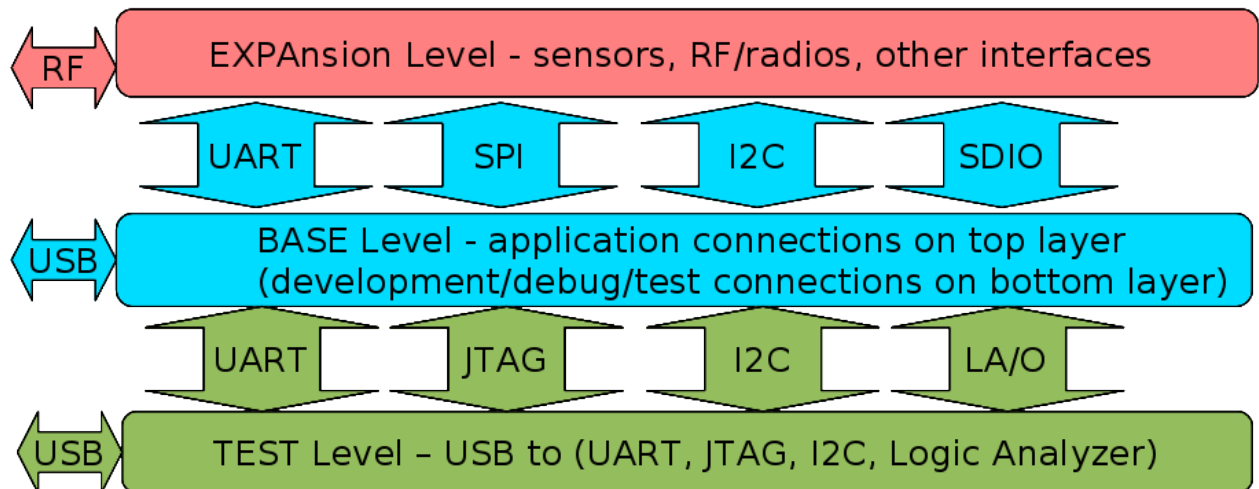 RF
EXPAnsion Level - sensors, RF/radios, other interfaces
UART
SPI
I2C
SDIO
USB
BASE Level - application connections on top layer
(development/debug/test connections on bottom layer)
UART
JTAG
I2C
LA/O
USB
TEST Level – USB to (UART, JTAG, I2C, Logic Analyzer)